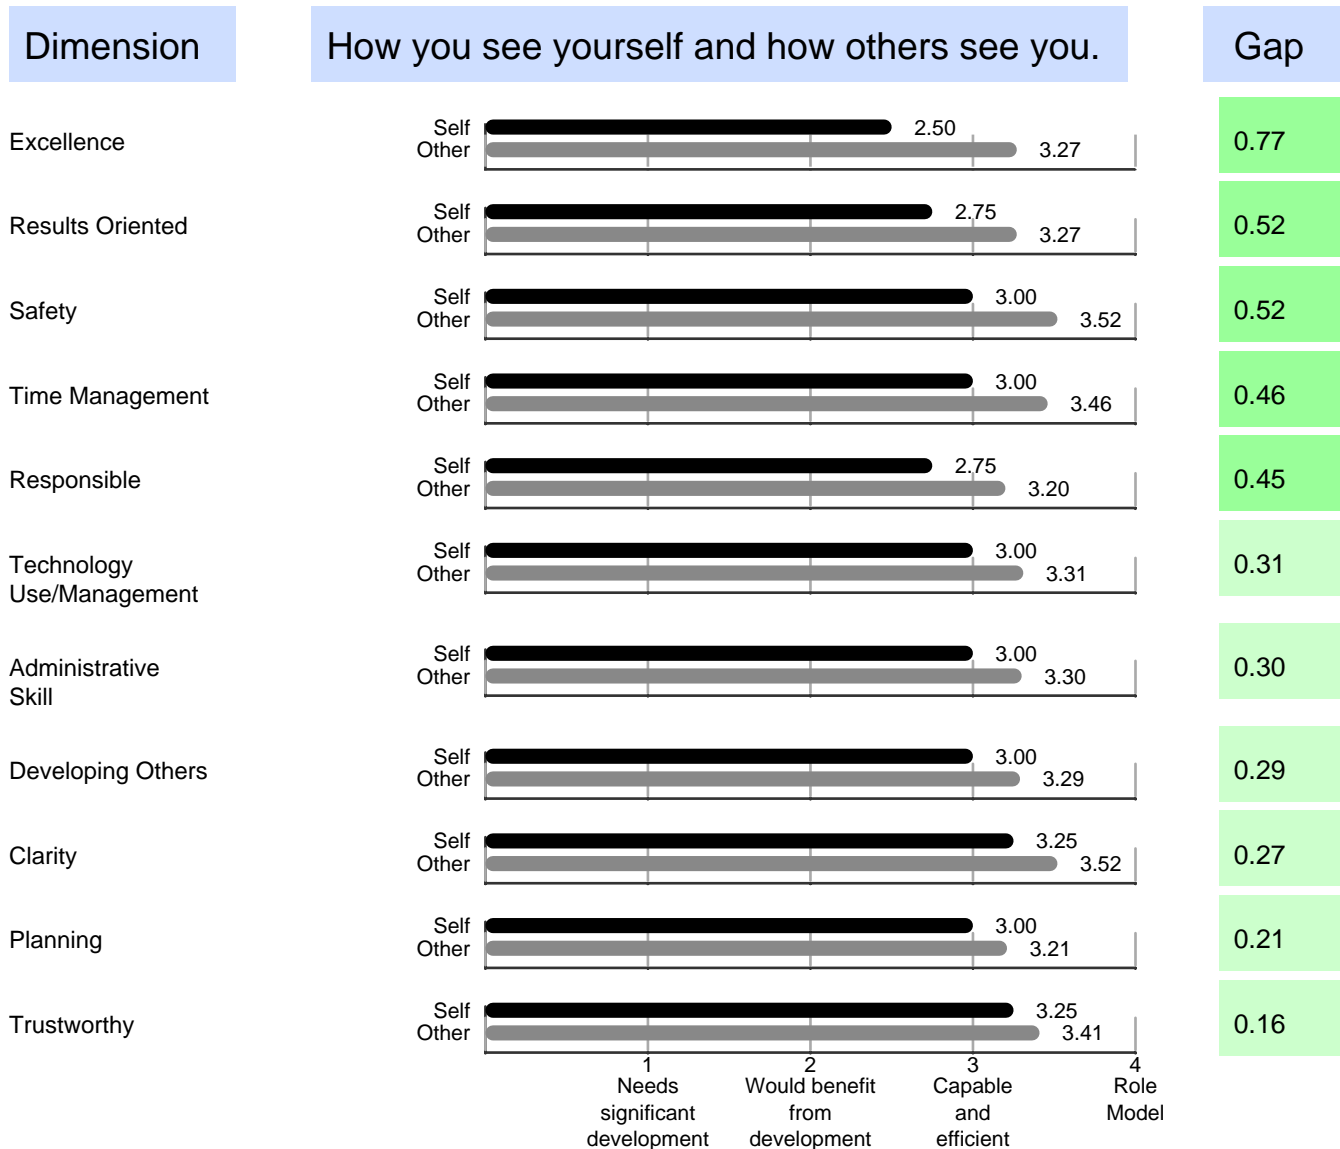 Dimension
How you see yourself and how others see you.
Gap
Excellence
Self 2.50
Other 3.27
0.77
Results Oriented
Self 2.75
Other 3.27
0.52
Safety
Self 3.00
Other 3.52
0.52
Time Management
Self 3.00
Other 3.46
0.46
Responsible
Self 2.75
Other 3.20
0.45
Technology
Use/Management
Self 3.00
Other 3.31
0.31
Administrative
Skill
Self 3.00
Other 3.30
0.30
Developing Others
Self 3.00
Other 3.29
0.29
Clarity
Self 3.25
Other 3.52
0.27
Planning
Self 3.00
Other 3.21
0.21
Trustworthy
Self 3.25
Other 3.41
0.16
1
Needs
significant
development
2
Would benefit
from
development
3
Capable
and
efficient
4
Role
Model